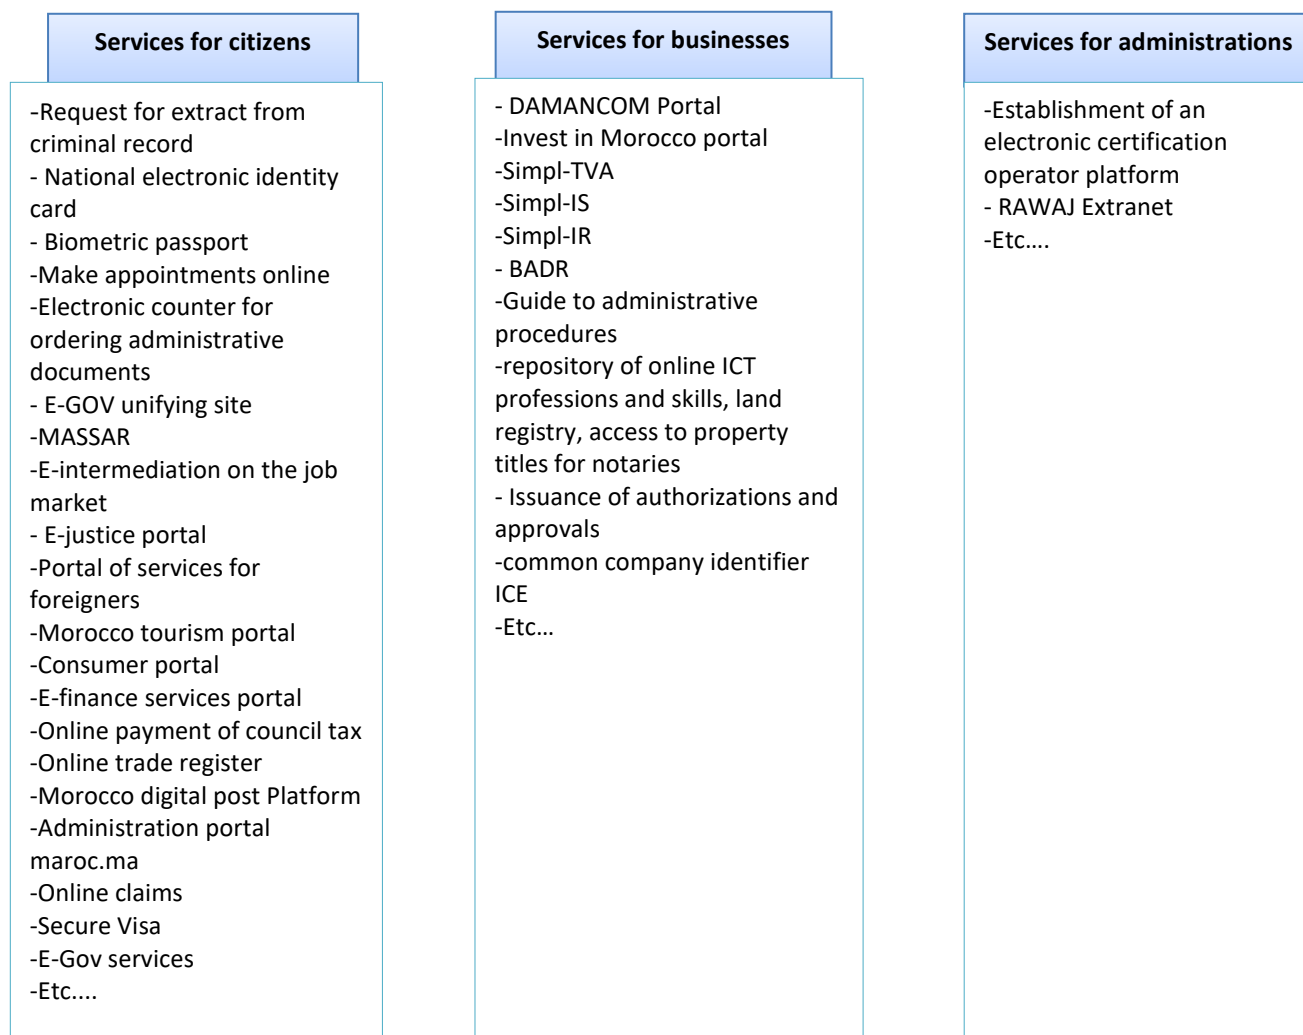 Services for citizens
-Request for extract from
criminal record
- National electronic identity
card
- Biometric passport
-Make appointments online
-Electronic counter for
ordering administrative
documents
- E-GOV unifying site
-MASSAR
-E-intermediation on the job
market
- E-justice portal
-Portal of services for
foreigners
-Morocco tourism portal
-Consumer portal
-E-finance services portal
-Online payment of council tax
-Online trade register
-Morocco digital post Platform
-Administration portal
maroc.ma
-Online claims
-Secure Visa
-E-Gov services
-Etc....
Services for businesses
- DAMANCOM Portal
-Invest in Morocco portal
-Simpl-TVA
-Simpl-IS
-Simpl-IR
- BADR
-Guide to administrative
procedures
-repository of online ICT
professions and skills, land
registry, access to property
titles for notaries
- Issuance of authorizations and
approvals
-common company identifier
ICE
-Etc…
Services for administrations
-Establishment of an
electronic certification
operator platform
- RAWAJ Extranet
-Etc….